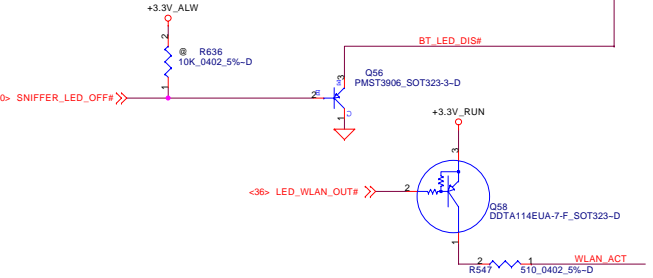 +3.3V_ALW
2
@ R636
10K_0402_5%~D
1
BT_LED_DIS#
0> SNIFFER_LED_OFF#
2
3
Q56
PMST3906_SOT323-3~D
1
+3.3V_RUN
3
<36> LED_WLAN_OUT#
2
Q58
DDTA114EUA-7-F_SOT323~D
1
2
1
WLAN_ACT
R547
510_0402_5%~D